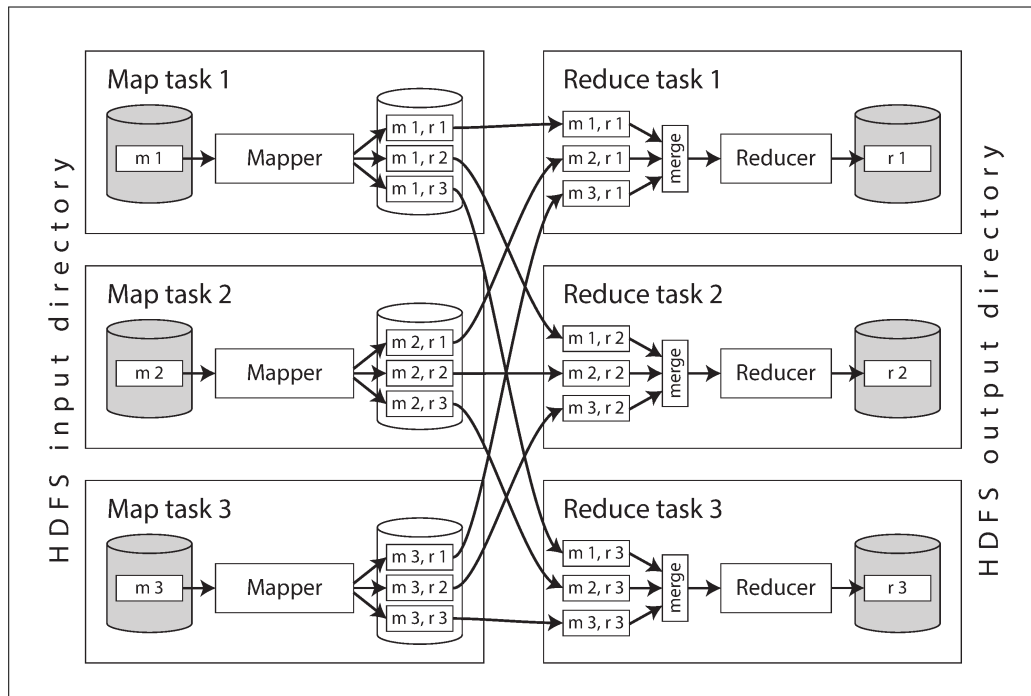 HDFS input directory
Map task 1
m 1
Mapper
m 1, r 1
m 1, r 2
m 1, r 3
Map task 2
m 2
Mapper
m 2, r 1
m 2, r 2
m 2, r 3
Map task 3
m 3
Mapper
m 3, r 1
m 3, r 2
m 3, r 3
Reduce task 1
m 1, r 1
m 2, r 1
m 3, r 1
merge
Reducer
r 1
Reduce task 2
m 1, r 2
m 2, r 2
m 3, r 2
merge
Reducer
r 2
Reduce task 3
m 1, r 3
m 2, r 3
m 3, r 3
merge
Reducer
r 3
HDFS output directory